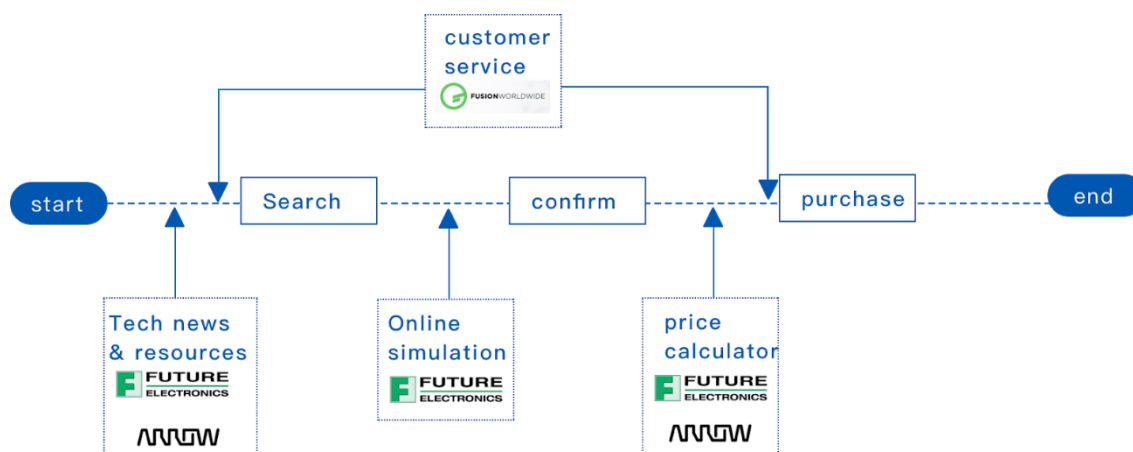 customer
service
FUSIONWORLDWIDE
start
Search
confirm
purchase
end
Tech news
& resources
F FUTURE
ELECTRONICS
ARROW
Online
simulation
F FUTURE
ELECTRONICS
price
calculator
F FUTURE
ELECTRONICS
ARROW